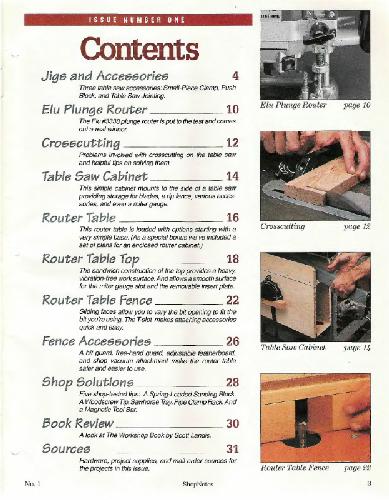 ISSUE NUMBER ONE
Contents
Jigs and Accessories 4
Three table saw accessories: Small-Piece Clamp, Push
Block, and Table Saw Jointing.
Elu Plunge Router 10
The Elu #3338 plunge router is put to the test and comes
out a real winner.
Crosscutting 12
Problems involved with crosscutting on the table saw
and helpful tips on solving them.
Table Saw Cabinet 14
This simple cabinet mounts to the side of a table saw
providing storage for blades, a rip fence, various acces-
sories, and even a miter gauge.
Router Table 16
This router table is loaded with options starting with a
very simple base. (As a special bonus we've included a
set of plans for an enclosed router cabinet.)
Router Table Top 18
The sandwich construction of the top provides a heavy,
vibration-free work surface. And allows a smooth surface
for the miter gauge slot and the removable insert plate.
Router Table Fence 22
Sliding faces allow you to vary the bit opening to fit the
bit you're using. The T-slot makes attaching accessories
quick and easy.
Fence Accessories 26
A bit guard, free-hand guard, adjustable featherboard,
and shop vacuum attachment make the router table
safer and easier to use.
Shop Solutions 28
Five shop-tested tips: A Spring-Loaded Sanding Block,
A Woodscrew Tip, Sawhorse Tray, Pipe Clamp Rack, And
a Magnetic Tool Bar.
Book Review 30
A look at The Workshop Book by Scott Landis.
Sources 31
Hardware, project supplies, and mail order sources for
the projects in this issue.
Elu Plunge Router page 10
Crosscutting page 12
Table Saw Cabinet page 14
Router Table Fence page 22
No. 1
ShopNotes
3